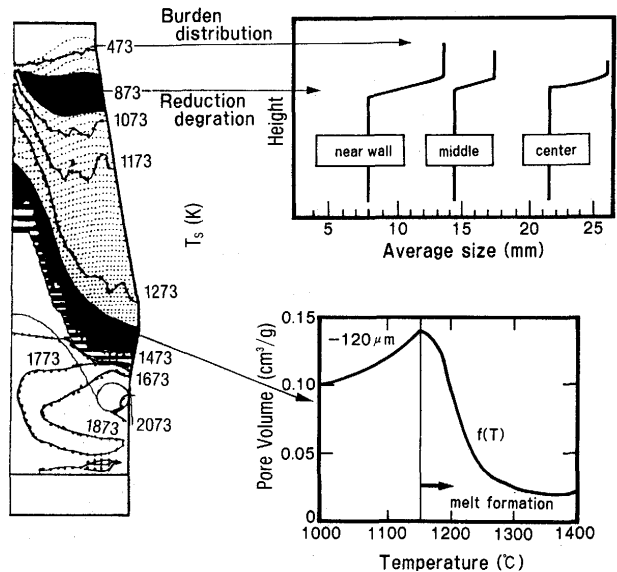 Burden
distribution
473
873
Reduction
degration
1073
1173
Ts (K)
1273
1473
1773
1673
2073
1873
Height
near wall
middle
center
5
10
15
20
25
Average size (mm)
0.15
−120μm
0.10
Pore Volume (cm³/g)
f(T)
0.05
melt formation
0
1000
1100
1200
1300
1400
Temperature (℃)